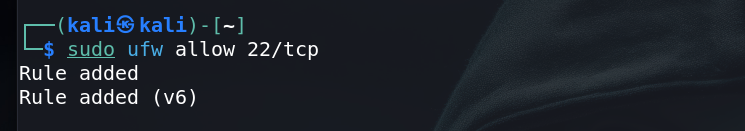 ┌──(kali㉿kali)-[~]
└─$ sudo ufw allow 22/tcp
Rule added
Rule added (v6)